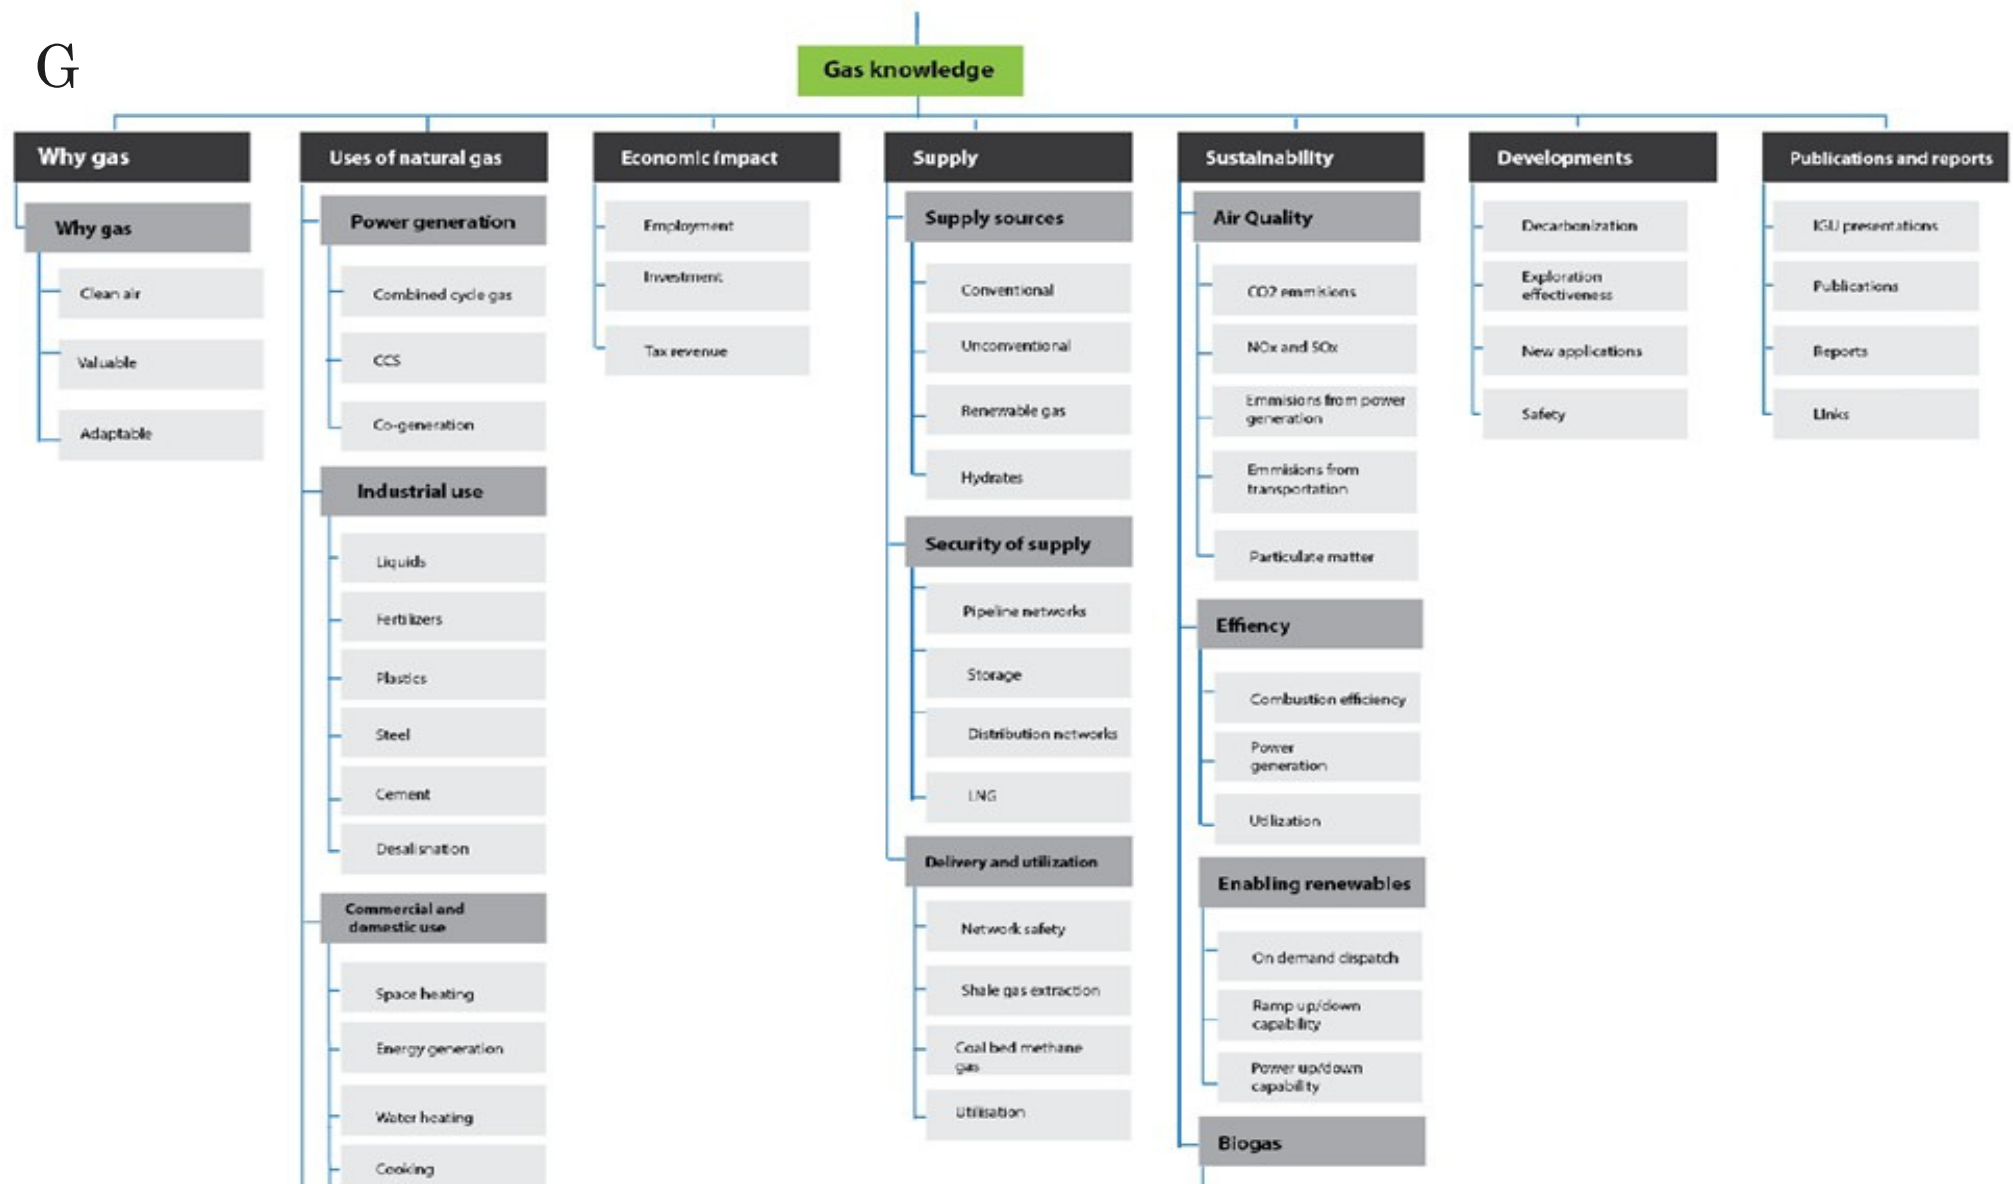 G
Gas knowledge
Why gas
Why gas
Clean air
Valuable
Adaptable
Uses of natural gas
Power generation
Combined cycle gas
CCS
Co-generation
Industrial use
Liquids
Fertilizers
Plastics
Steel
Cement
Desalisnation
Commercial and
domestic use
Space heating
Energy generation
Water heating
Cooking
Economic impact
Employment
Investment
Tax revenue
Supply
Supply sources
Conventional
Unconventional
Renewable gas
Hydrates
Security of supply
Pipeline networks
Storage
Distribution networks
LNG
Delivery and utilization
Network safety
Shale gas extraction
Coal bed methane
gas
Utilisation
Sustainability
Air Quality
CO2 emmisions
NOx and SOx
Emmisions from power
generation
Emmisions from
transportation
Particulate matter
Effiency
Combustion efficiency
Power
generation
Utilization
Enabling renewables
On demand dispatch
Ramp up/down
capability
Power up/down
capability
Biogas
Developments
Decarbonization
Exploration
effectiveness
New applications
Safety
Publications and reports
IGU presentations
Publications
Reports
Links